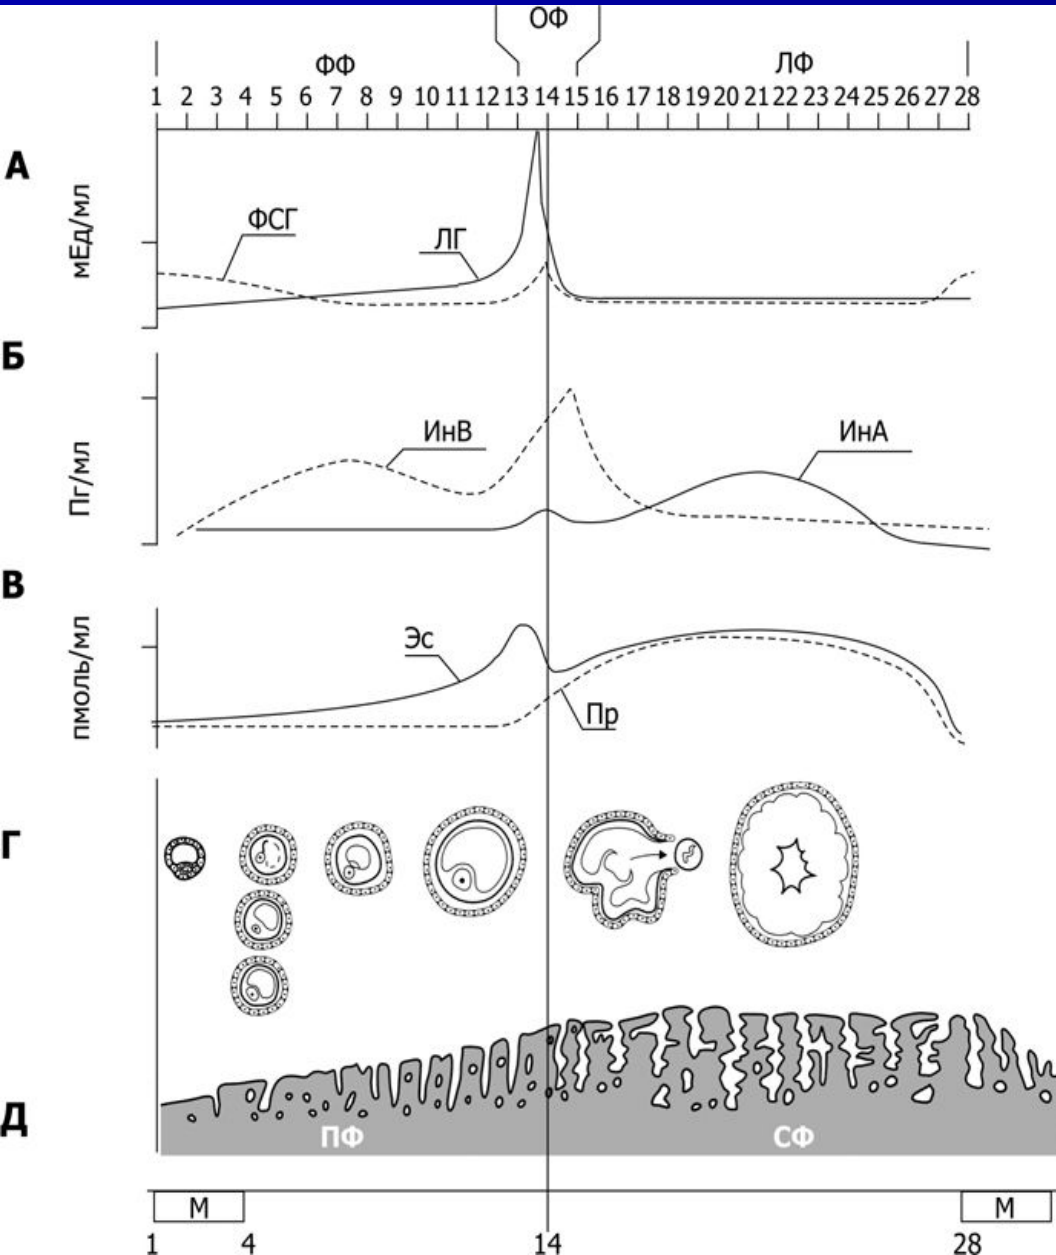 ОФ
ФФ ЛФ
1 2 3 4 5 6 7 8 9 10 11 12 13 14 15 16 17 18 19 20 21 22 23 24 25 26 27 28
А
мЕд/мл
ФСГ
ЛГ
Б
Пг/мл
ИнВ
ИнА
В
пмоль/мл
Эс
Пр
Г
Д
ПФ СФ
М М
1 4 14 28